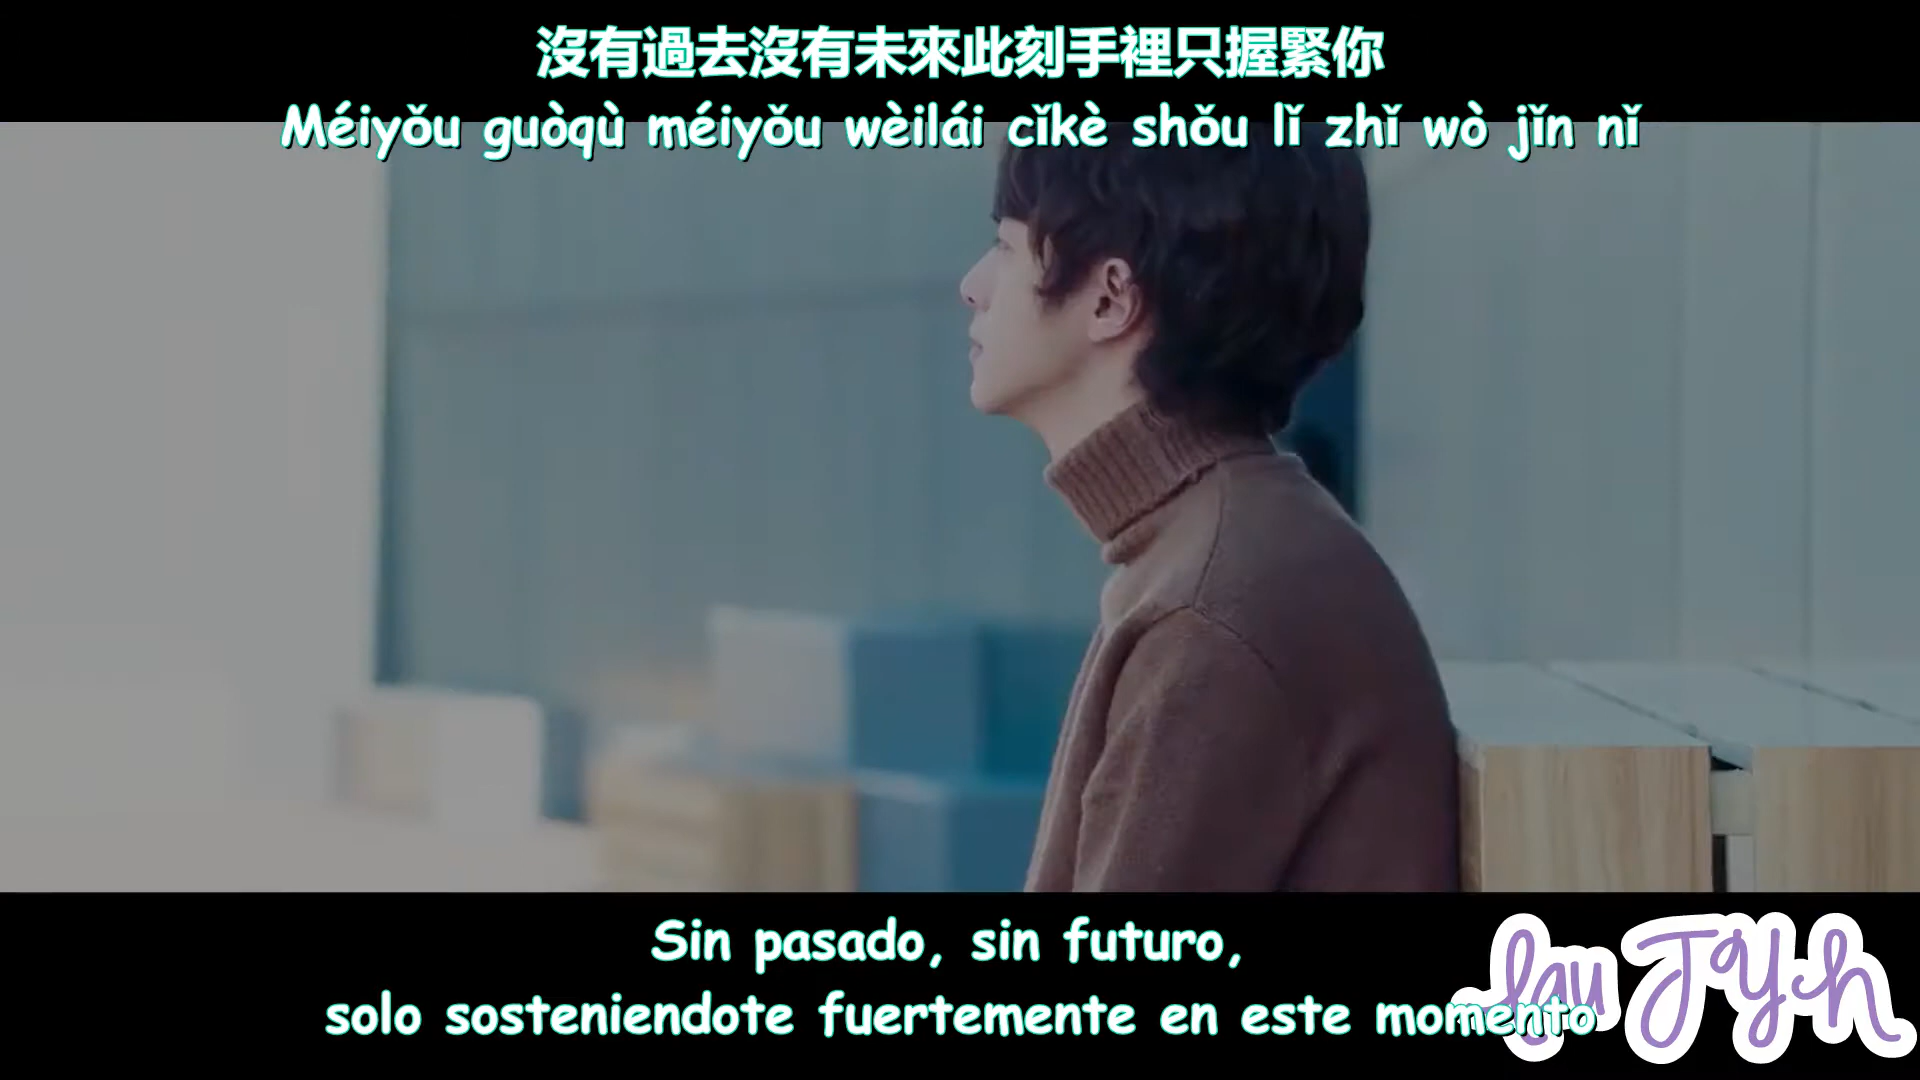 沒有過去沒有未來此刻手裡只握緊你
Méiyǒu guòqù méiyǒu wèilái cǐkè shǒu lǐ zhǐ wò jǐn nǐ
Sin pasado, sin futuro,
solo sosteniendote fuertemente en este momento
Lau JaY.h